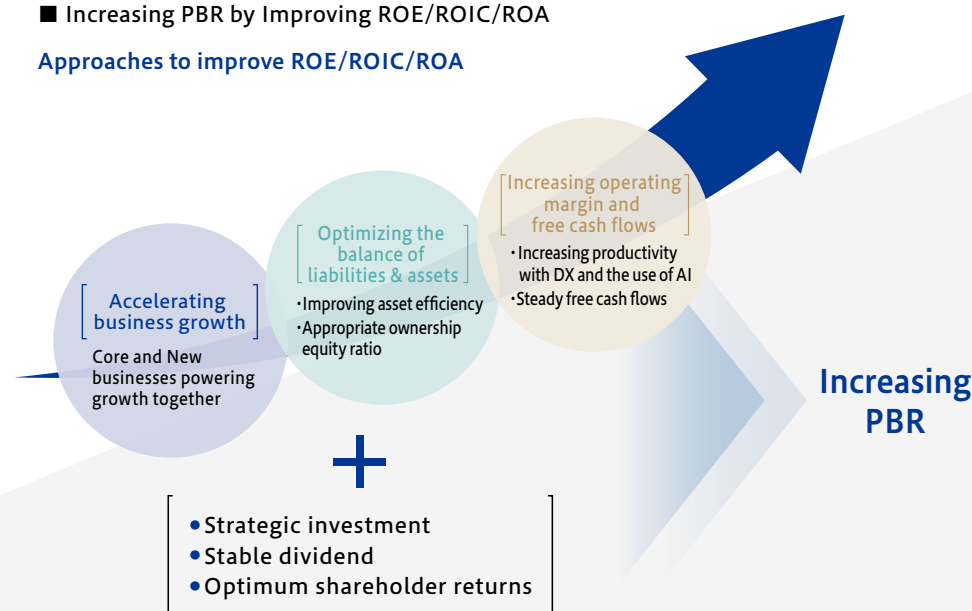 ■ Increasing PBR by Improving ROE/ROIC/ROA
Approaches to improve ROE/ROIC/ROA
Accelerating
business growth
Core and New
businesses powering
growth together
Optimizing the
balance of
liabilities & assets
・Improving asset efficiency
・Appropriate ownership
equity ratio
Increasing operating
margin and
free cash flows
・Increasing productivity
with DX and the use of AI
・Steady free cash flows
+
• Strategic investment
• Stable dividend
• Optimum shareholder returns
Increasing
PBR